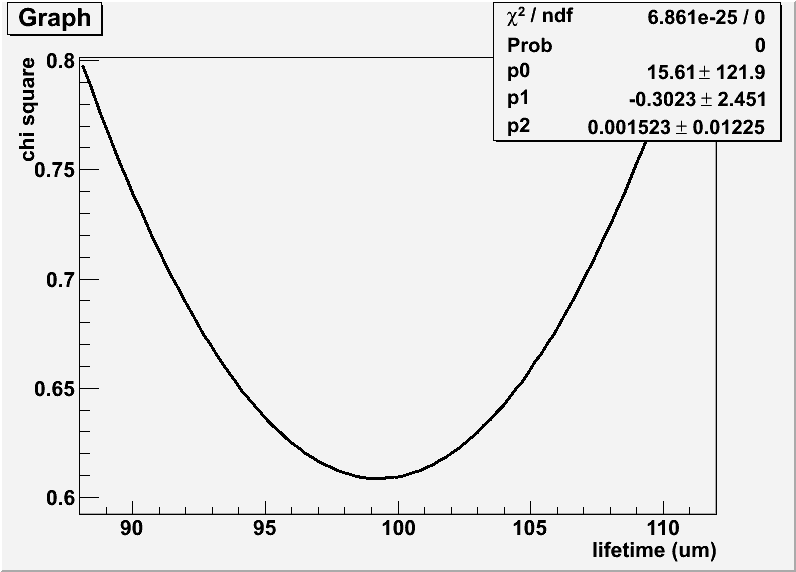 Graph
χ² / ndf 6.861e-25 / 0
Prob 0
p0 15.61 ± 121.9
p1 -0.3023 ± 2.451
p2 0.001523 ± 0.01225
chi square
0.8
0.75
0.7
0.65
0.6
90 95 100 105 110
lifetime (um)